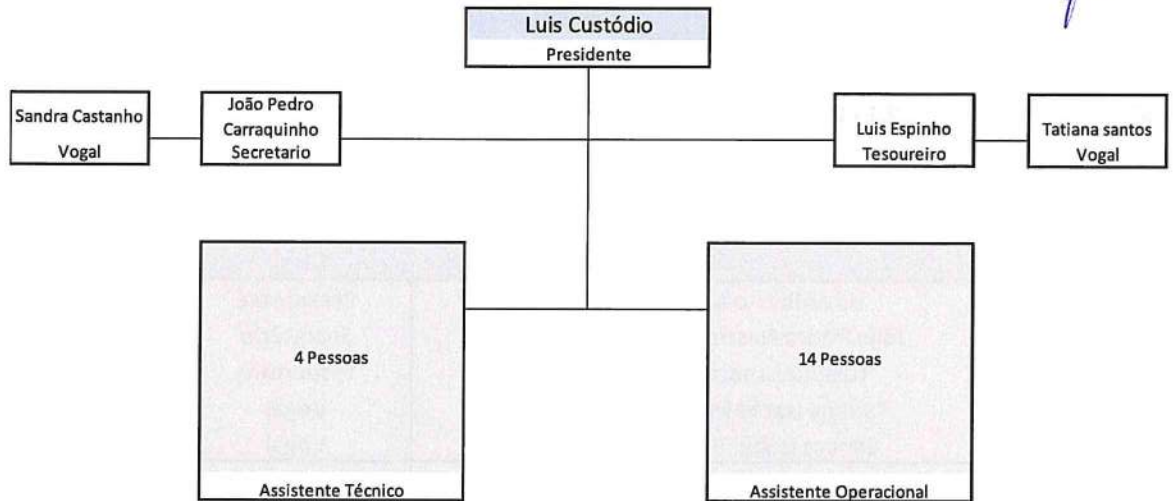 Luis Custódio
Presidente
Sandra Castanho
Vogal
João Pedro
Carraquinho
Secretario
Luis Espinho
Tesoureiro
Tatiana santos
Vogal
4 Pessoas
Assistente Técnico
14 Pessoas
Assistente Operacional